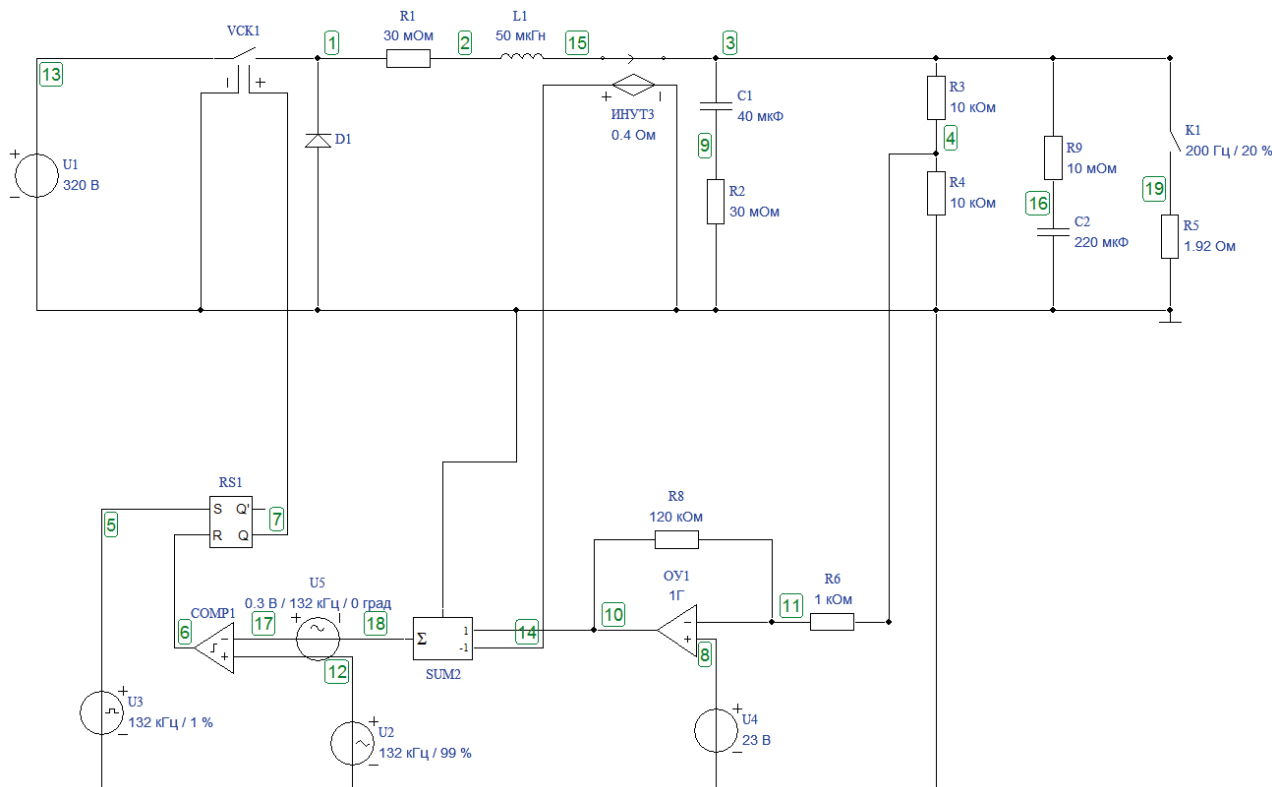 VCK1
1
R1
30 мОм
2
L1
50 мкГн
15
3
13
I
+
+
U1
320 В
D1
+
I
ИНУТ3
0.4 Ом
C1
40 мкФ
9
R2
30 мОм
R3
10 кОм
4
R4
10 кОм
R9
10 мОм
16
C2
220 мкФ
K1
200 Гц / 20 %
19
R5
1.92 Ом
RS1
S Q'
R Q
5
7
R8
120 кОм
ОУ1
1Г
R6
1 кОм
11
10
8
U5
0.3 В / 132 кГц / 0 град
COMP1
6
17
18
12
Σ
1
-1
14
SUM2
U3
132 кГц / 1 %
U2
132 кГц / 99 %
U4
23 В